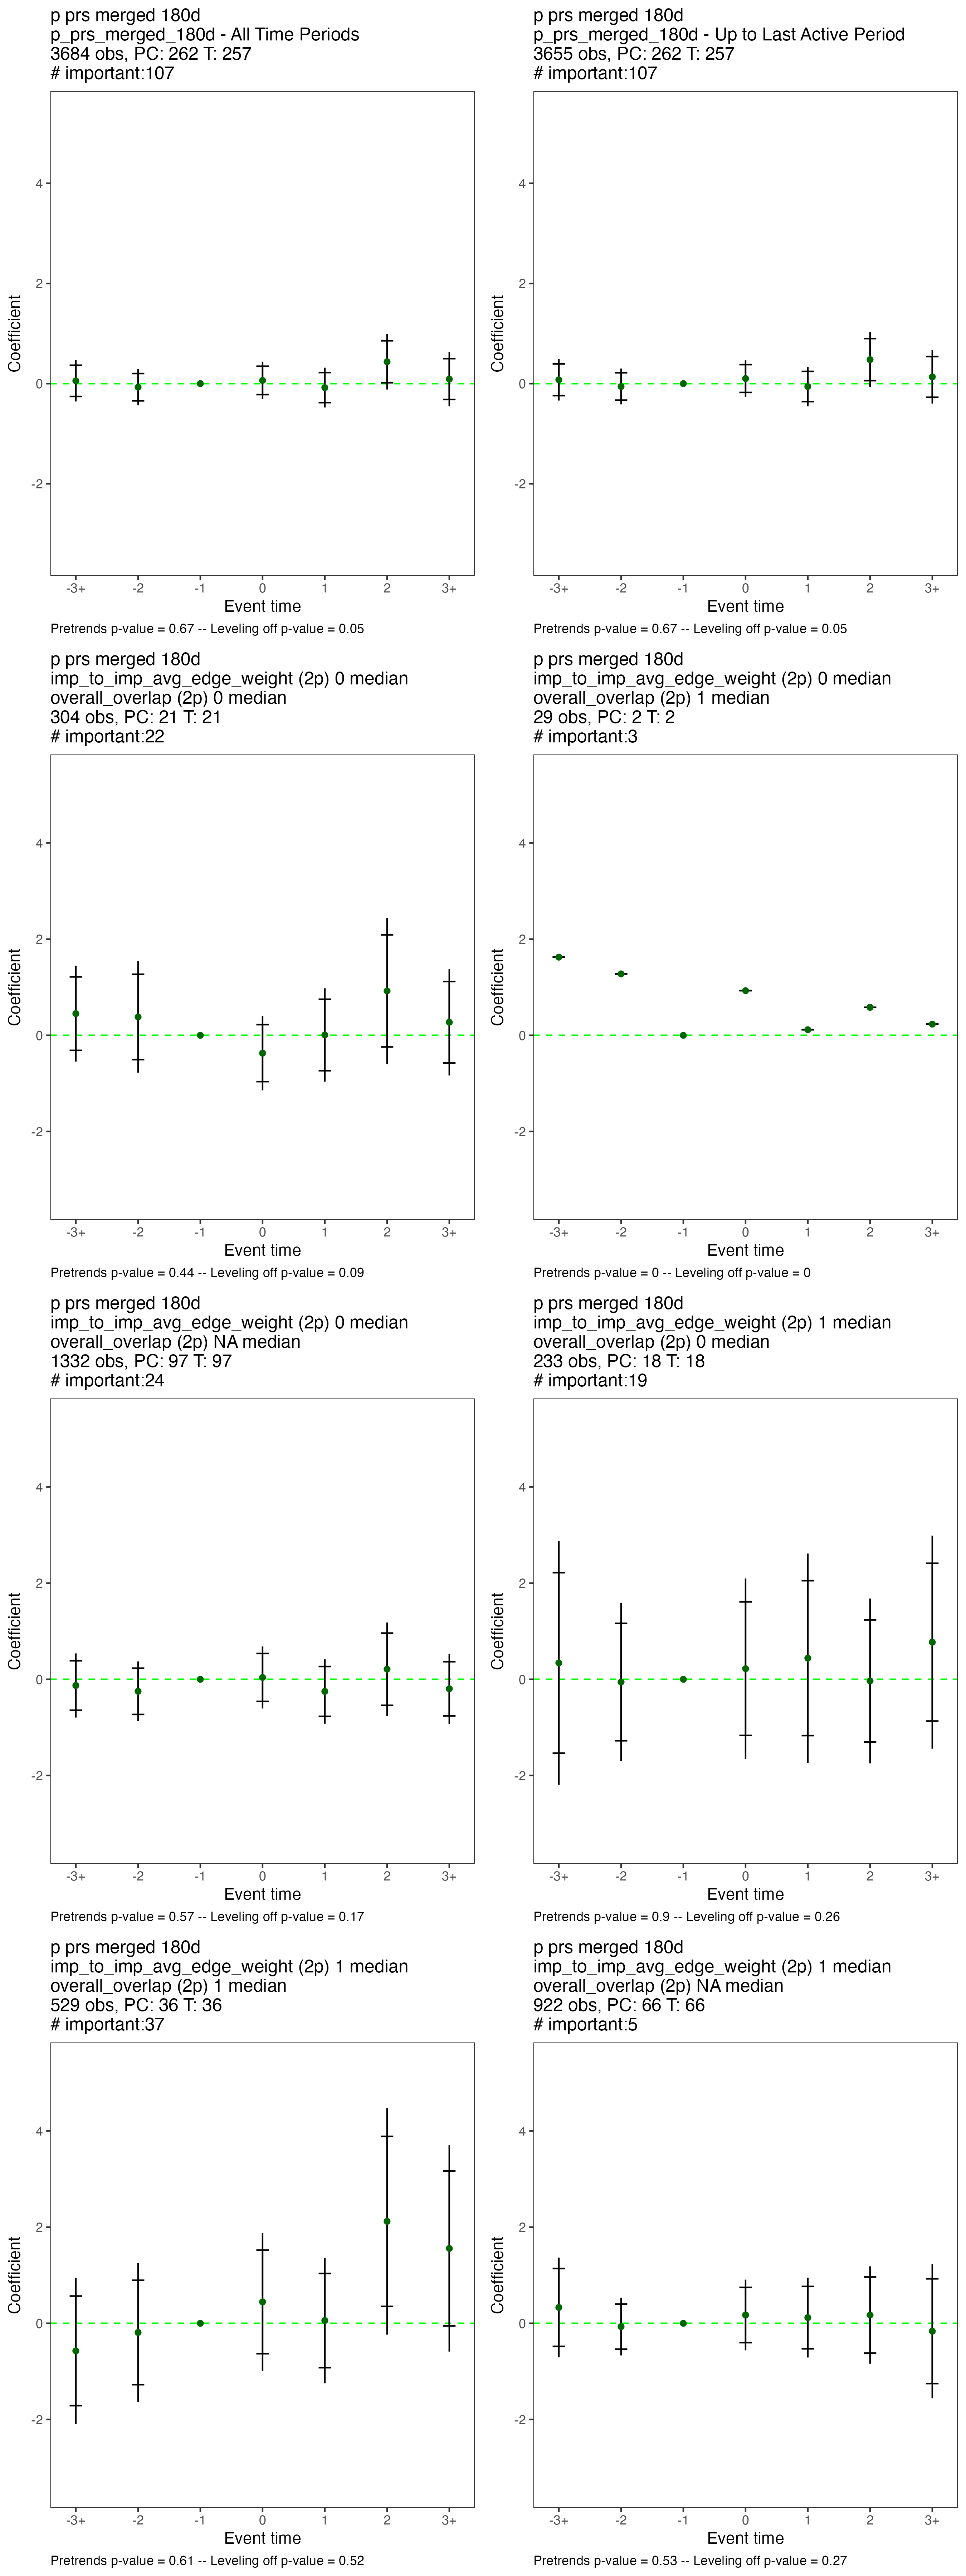 p prs merged 180d
p_prs_merged_180d - All Time Periods
3684 obs, PC: 262 T: 257
# important:107
Coefficient
4
2
0
-2
-3+ -2 -1 0 1 2 3+
Event time
Pretrends p-value = 0.67 -- Leveling off p-value = 0.05
p prs merged 180d
p_prs_merged_180d - Up to Last Active Period
3655 obs, PC: 262 T: 257
# important:107
Coefficient
4
2
0
-2
-3+ -2 -1 0 1 2 3+
Event time
Pretrends p-value = 0.67 -- Leveling off p-value = 0.05
p prs merged 180d
imp_to_imp_avg_edge_weight (2p) 0 median
overall_overlap (2p) 0 median
304 obs, PC: 21 T: 21
# important:22
Coefficient
4
2
0
-2
-3+ -2 -1 0 1 2 3+
Event time
Pretrends p-value = 0.44 -- Leveling off p-value = 0.09
p prs merged 180d
imp_to_imp_avg_edge_weight (2p) 0 median
overall_overlap (2p) 1 median
29 obs, PC: 2 T: 2
# important:3
Coefficient
4
2
0
-2
-3+ -2 -1 0 1 2 3+
Event time
Pretrends p-value = 0 -- Leveling off p-value = 0
p prs merged 180d
imp_to_imp_avg_edge_weight (2p) 0 median
overall_overlap (2p) NA median
1332 obs, PC: 97 T: 97
# important:24
Coefficient
4
2
0
-2
-3+ -2 -1 0 1 2 3+
Event time
Pretrends p-value = 0.57 -- Leveling off p-value = 0.17
p prs merged 180d
imp_to_imp_avg_edge_weight (2p) 1 median
overall_overlap (2p) 0 median
233 obs, PC: 18 T: 18
# important:19
Coefficient
4
2
0
-2
-3+ -2 -1 0 1 2 3+
Event time
Pretrends p-value = 0.9 -- Leveling off p-value = 0.26
p prs merged 180d
imp_to_imp_avg_edge_weight (2p) 1 median
overall_overlap (2p) 1 median
529 obs, PC: 36 T: 36
# important:37
Coefficient
4
2
0
-2
-3+ -2 -1 0 1 2 3+
Event time
Pretrends p-value = 0.61 -- Leveling off p-value = 0.52
p prs merged 180d
imp_to_imp_avg_edge_weight (2p) 1 median
overall_overlap (2p) NA median
922 obs, PC: 66 T: 66
# important:5
Coefficient
4
2
0
-2
-3+ -2 -1 0 1 2 3+
Event time
Pretrends p-value = 0.53 -- Leveling off p-value = 0.27